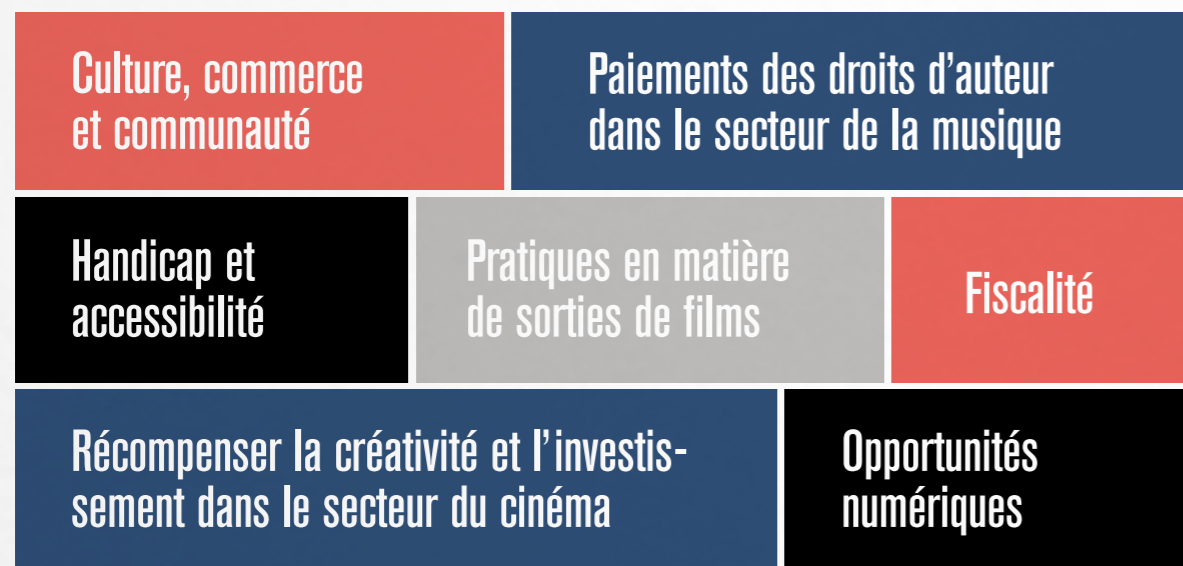 Culture, commerce
et communauté
Paiements des droits d’auteur
dans le secteur de la musique
Handicap et
accessibilité
Pratiques en matière
de sorties de films
Fiscalité
Récompenser la créativité et l’investis-
sement dans le secteur du cinéma
Opportunités
numériques